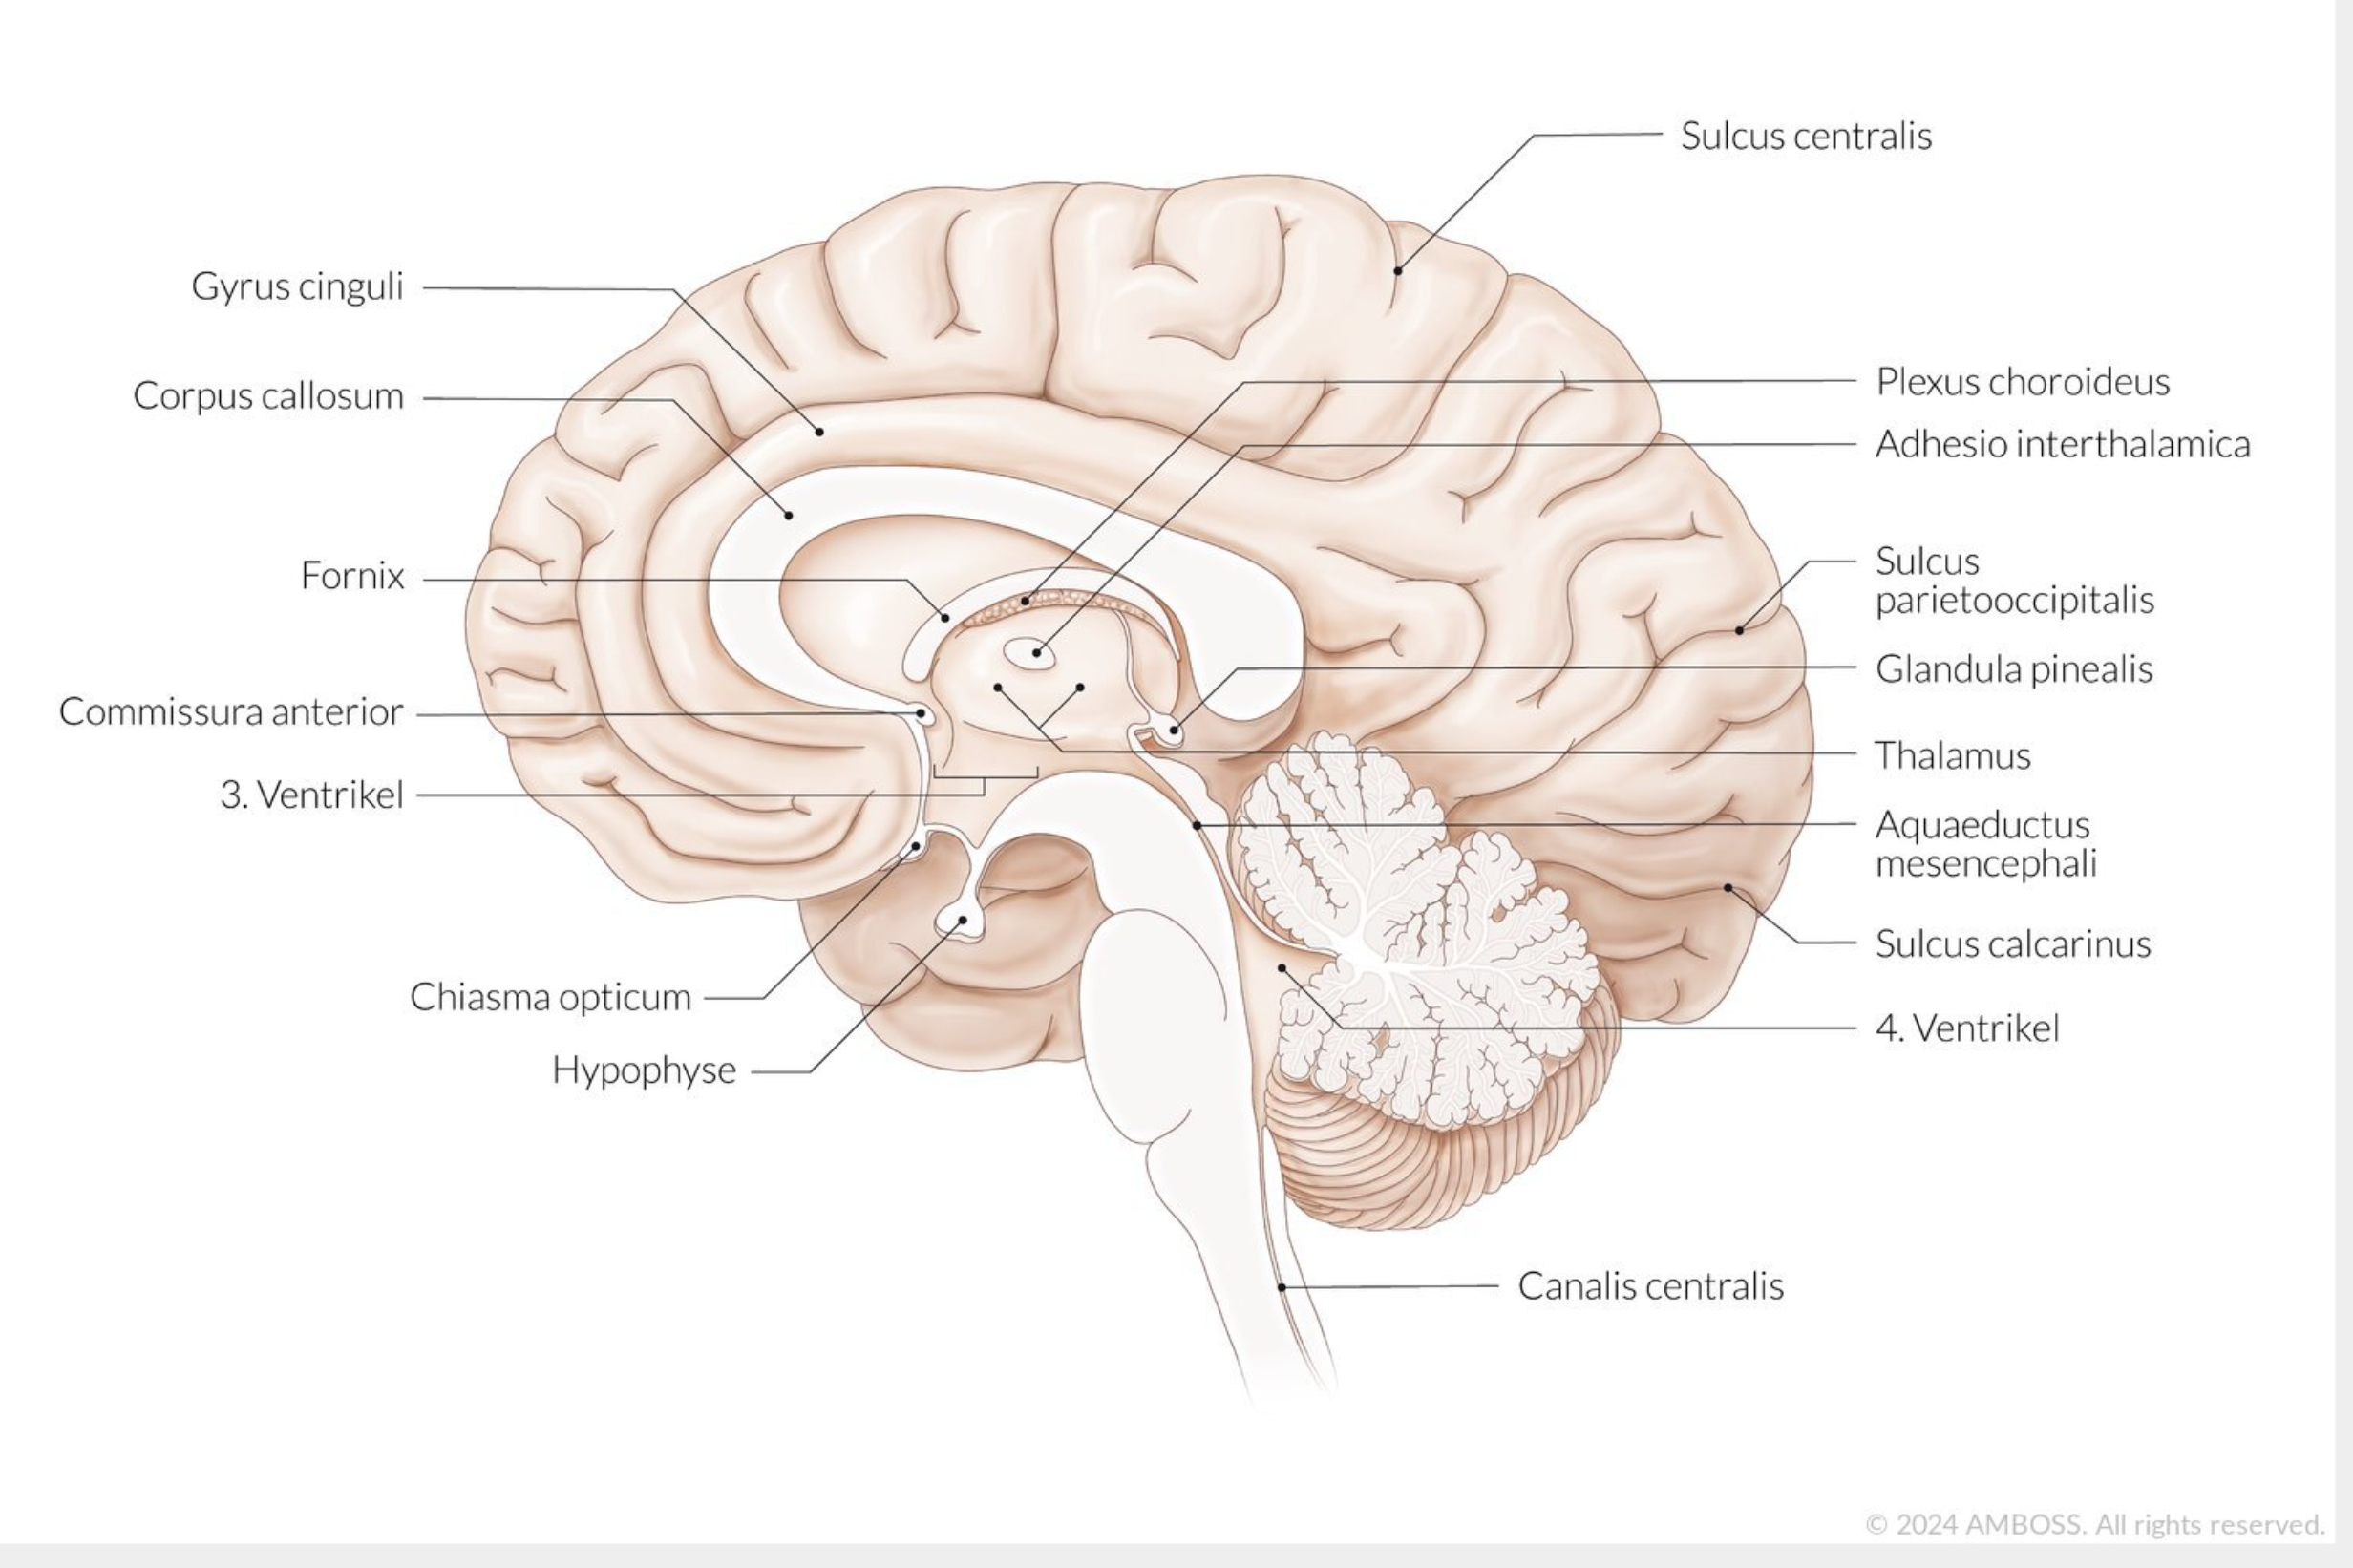 Sulcus centralis
Gyrus cinguli
Corpus callosum
Plexus choroideus
Adhesio interthalamica
Fornix
Sulcus
parietooccipitalis
Glandula pinealis
Commissura anterior
Thalamus
3. Ventrikel
Aquaeductus
mesencephali
Sulcus calcarinus
Chiasma opticum
4. Ventrikel
Hypophyse
Canalis centralis
© 2024 AMBOSS. All rights reserved.